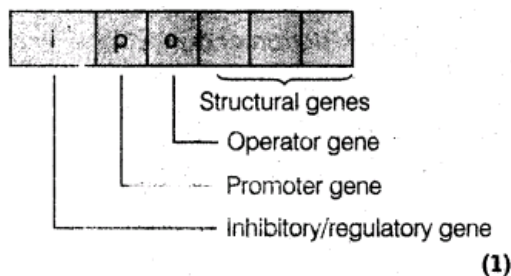 i p o
Structural genes
Operator gene
Promoter gene
Inhibitory/regulatory gene
(1)